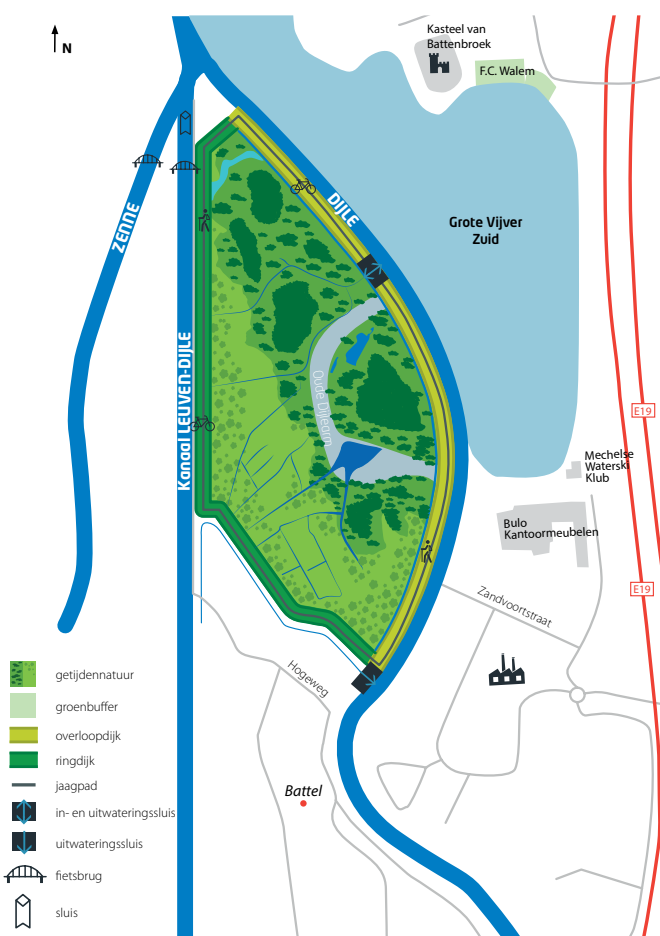 N
Kasteel van
Battenbroek
F.C. Walem
DIJLE
ZENNE
Grote Vijver
Zuid
Kanaal LEUVEN-DIJLE
Oude Dijlearm
E19
Mechelse
Waterski
Klub
Bulo
Kantoormeubelen
E19
Zandvoortstraat
Hogeweg
Battel
getijdennatuur
groenbuffer
overloopdijk
ringdijk
jaagpad
in- en uitwateringssluis
uitwateringssluis
fietsbrug
sluis